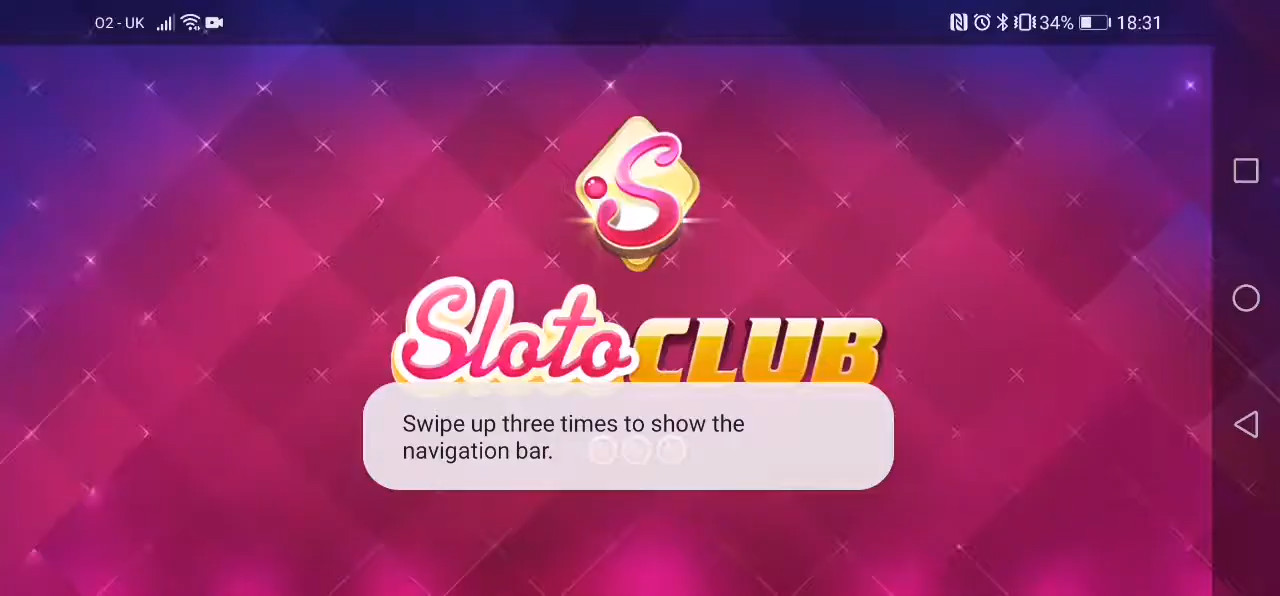 O2 - UK 34% 18:31
S
Sloto CLUB
Swipe up three times to show the
navigation bar.